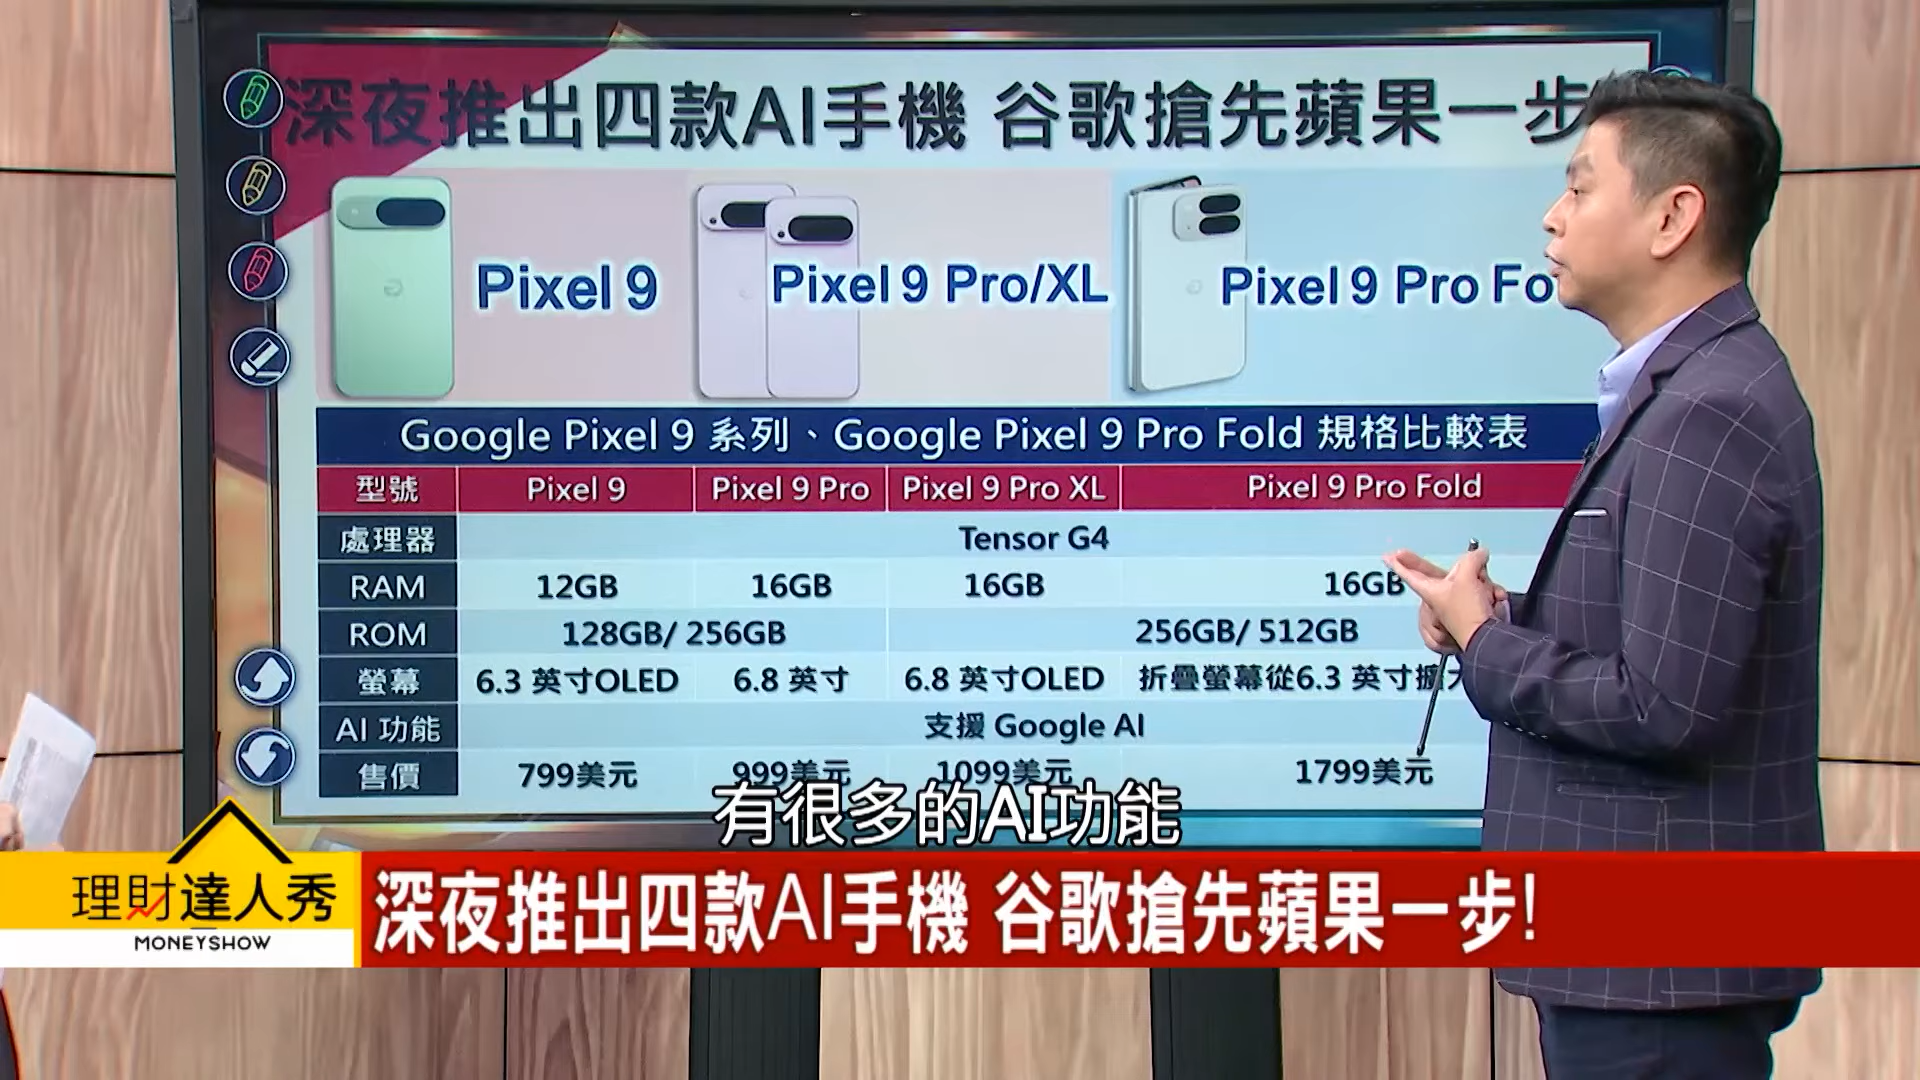 深夜推出四款AI手機 谷歌搶先蘋果一步
Pixel 9
Pixel 9 Pro/XL
Pixel 9 Pro Fo
Google Pixel 9 系列、Google Pixel 9 Pro Fold 規格比較表
型號 Pixel 9 Pixel 9 Pro Pixel 9 Pro XL Pixel 9 Pro Fold
處理器 Tensor G4
RAM 12GB 16GB 16GB 16GB
ROM 128GB/ 256GB 256GB/ 512GB
螢幕 6.3 英寸OLED 6.8 英寸 6.8 英寸OLED 折疊螢幕從6.3 英寸擴大
AI 功能 支援 Google AI
售價 799美元 999美元 1099美元 1799美元
有很多的AI功能
理財達人秀
MONEYSHOW
深夜推出四款AI手機 谷歌搶先蘋果一步!